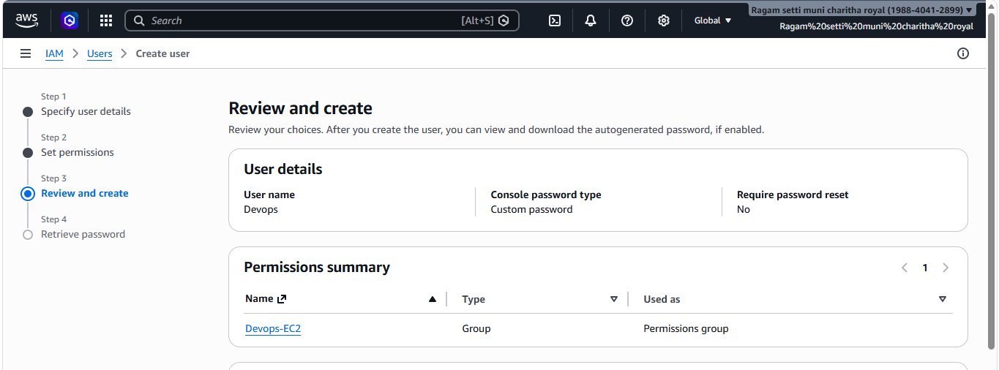 aws
Search [Alt+S]
Global
Ragam setti muni charitha royal (1988-4041-2899)
Ragam%20setti%20muni%20charitha%20royal
IAM Users Create user
Step 1
Specify user details
Step 2
Set permissions
Step 3
Review and create
Step 4
Retrieve password
Review and create
Review your choices. After you create the user, you can view and download the autogenerated password, if enabled.
User details
User name
Devops
Console password type
Custom password
Require password reset
No
Permissions summary
1
Name Type Used as
Devops-EC2 Group Permissions group